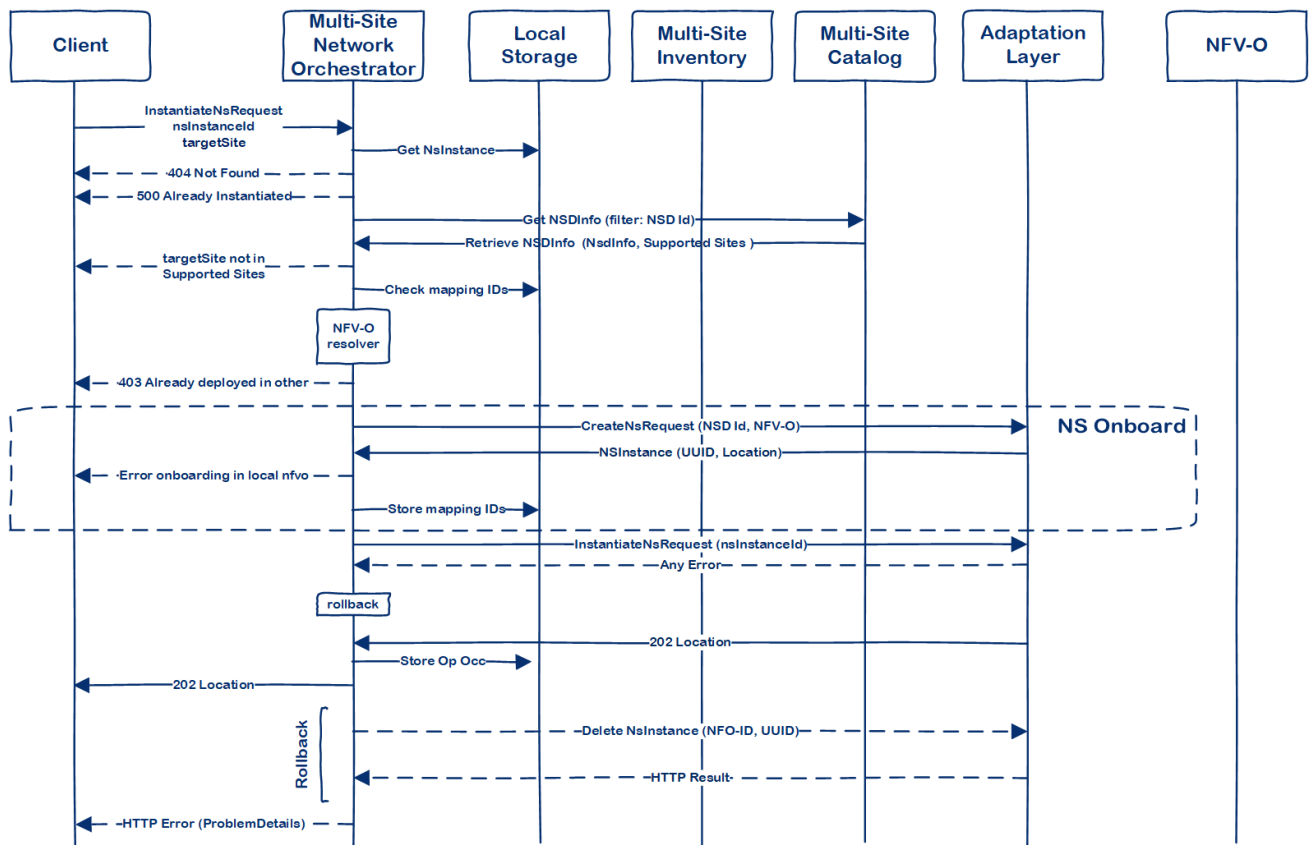 Client
Multi-Site
Network
Orchestrator
Local
Storage
Multi-Site
Inventory
Multi-Site
Catalog
Adaptation
Layer
NFV-O
InstantiateNsRequest
nsInstanceId
targetSite
Get NsInstance
404 Not Found
500 Already Instantiated
Get NSDInfo (filter: NSD Id)
Retrieve NSDInfo (NsdInfo, Supported Sites )
targetSite not in
Supported Sites
Check mapping IDs
NFV-O
resolver
403 Already deployed in other
CreateNsRequest (NSD Id, NFV-O)
NS Onboard
NSInstance (UUID, Location)
Error onboarding in local nfvo
Store mapping IDs
InstantiateNsRequest (nsInstanceId)
Any Error
rollback
202 Location
Store Op Occ
202 Location
Rollback
Delete NsInstance (NFO-ID, UUID)
HTTP Result
HTTP Error (ProblemDetails)